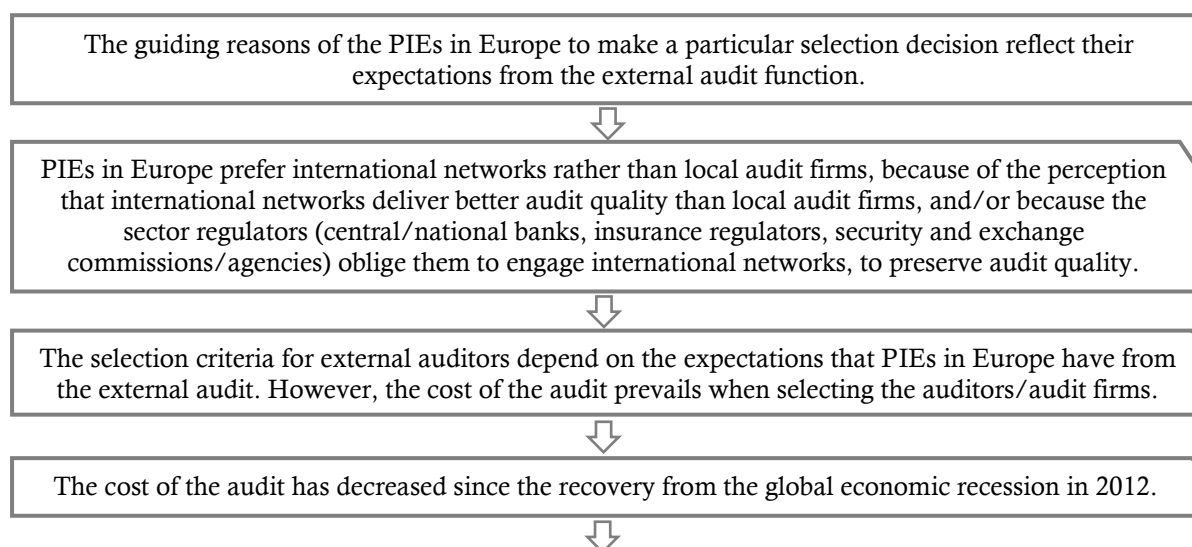 The guiding reasons of the PIEs in Europe to make a particular selection decision reflect their
expectations from the external audit function.
PIEs in Europe prefer international networks rather than local audit firms, because of the perception
that international networks deliver better audit quality than local audit firms, and/or because the
sector regulators (central/national banks, insurance regulators, security and exchange
commissions/agencies) oblige them to engage international networks, to preserve audit quality.
The selection criteria for external auditors depend on the expectations that PIEs in Europe have from
the external audit. However, the cost of the audit prevails when selecting the auditors/audit firms.
The cost of the audit has decreased since the recovery from the global economic recession in 2012.